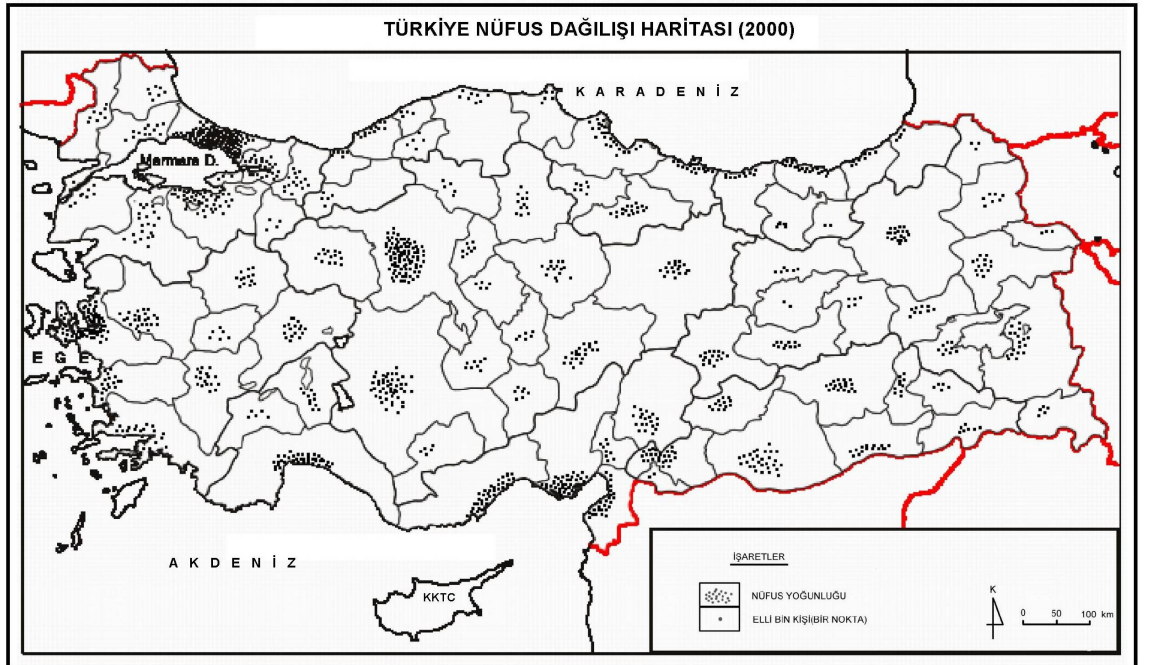 TÜRKİYE NÜFUS DAĞILIŞI HARİTASI (2000)
KARADENİZ
Marmara D.
EGE
AKDENİZ
KKTC
İŞARETLER
NÜFUS YOĞUNLUĞU
ELLİ BİN KİŞİ(BİR NOKTA)
K
0 50 100 km